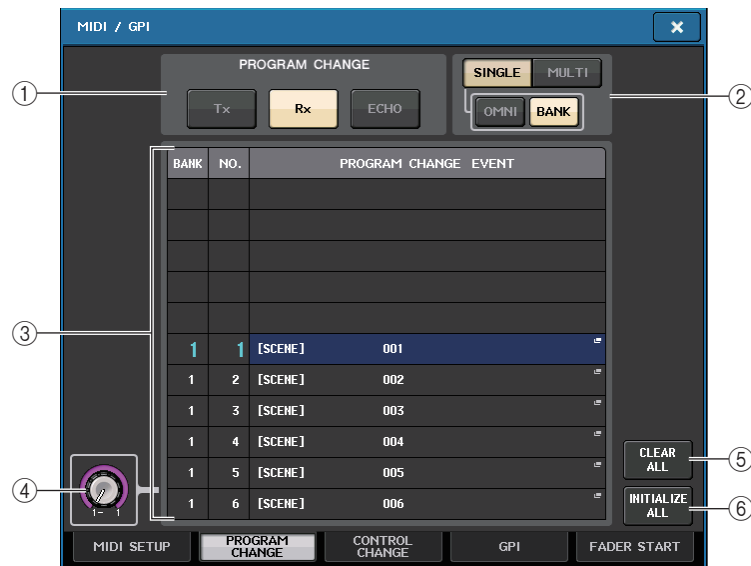 MIDI / GPI
PROGRAM CHANGE
Tx
Rx
ECHO
SINGLE
MULTI
OMNI
BANK
①
②
BANK NO. PROGRAM CHANGE EVENT
③
1 1 [SCENE] 001
1 2 [SCENE] 002
1 3 [SCENE] 003
1 4 [SCENE] 004
1 5 [SCENE] 005
1 6 [SCENE] 006
CLEAR
ALL
⑤
④
1- 1
INITIALIZE
ALL
⑥
MIDI SETUP
PROGRAM
CHANGE
CONTROL
CHANGE
GPI
FADER START